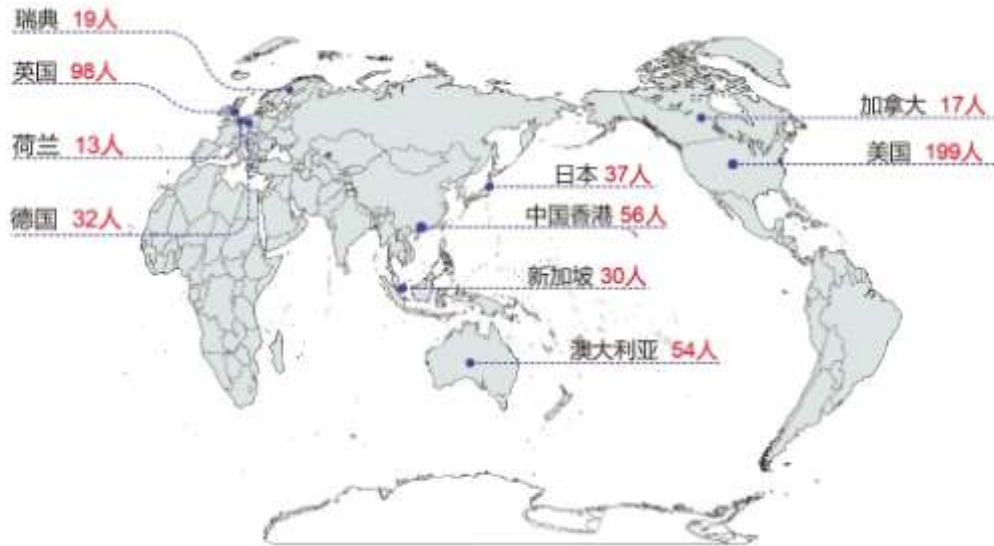 瑞典 19人
英国 98人
荷兰 13人
德国 32人
加拿大 17人
美国 199人
日本 37人
中国香港 56人
新加坡 30人
澳大利亚 54人